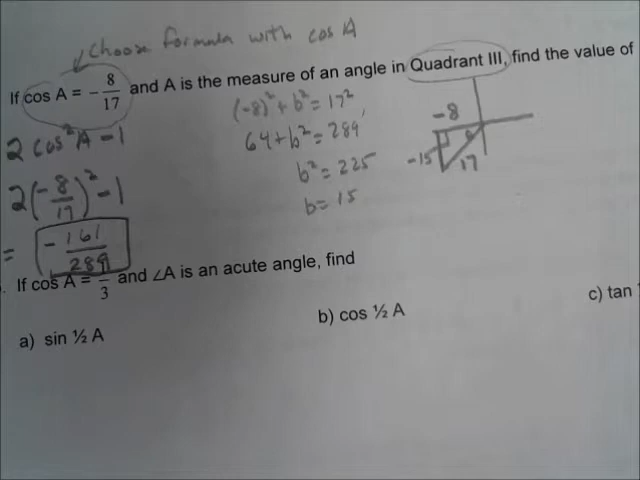 choose formula with cos A
If cos A = - 8/17 and A is the measure of an angle in Quadrant III, find the value of
2 cos²A - 1
2(-8/17)² - 1
= -161/289
(-8)² + b² = 17²
64 + b² = 289
b² = 225
b = 15
-8
-15
17
If cos A = /3 and ∠A is an acute angle, find
a) sin ½ A
b) cos ½ A
c) tan